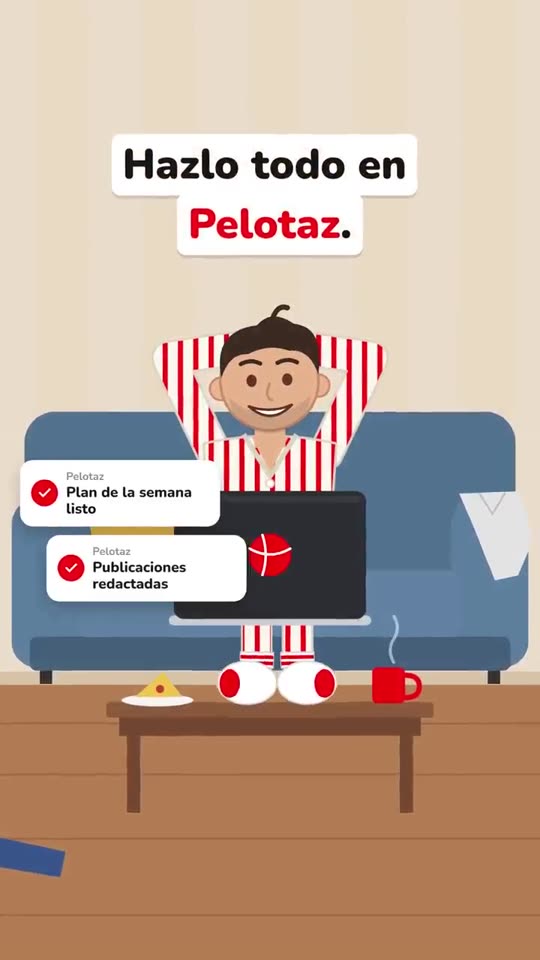 Hazlo todo en
Pelotaz.
Pelotaz
Plan de la semana
listo
Pelotaz
Publicaciones
redactadas